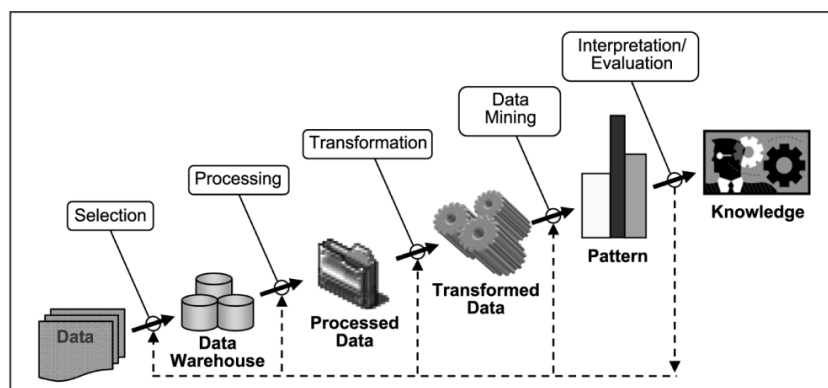 Interpretation/
Evaluation
Data
Mining
Transformation
Processing
Selection
Knowledge
Pattern
Transformed
Data
Processed
Data
Data
Warehouse
Data